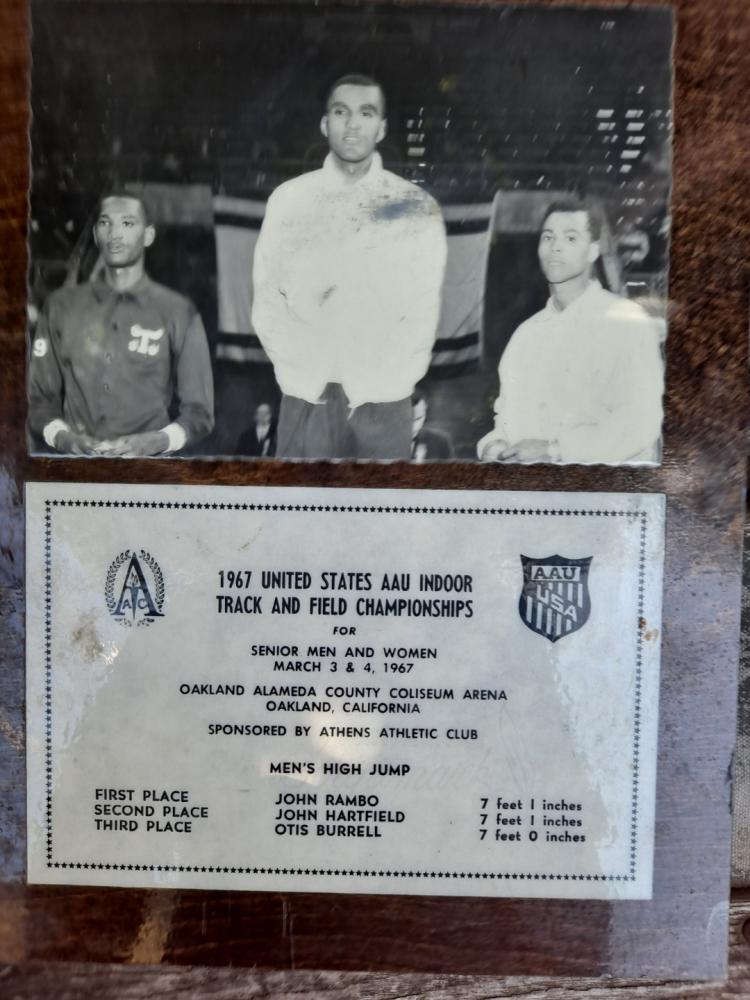 9
T
A
ATC
AAU
USA
1967 UNITED STATES AAU INDOOR
TRACK AND FIELD CHAMPIONSHIPS
FOR
SENIOR MEN AND WOMEN
MARCH 3 & 4, 1967
OAKLAND ALAMEDA COUNTY COLISEUM ARENA
OAKLAND, CALIFORNIA
SPONSORED BY ATHENS ATHLETIC CLUB
MEN'S HIGH JUMP
FIRST PLACE JOHN RAMBO 7 feet 1 inches
SECOND PLACE JOHN HARTFIELD 7 feet 1 inches
THIRD PLACE OTIS BURRELL 7 feet 0 inches